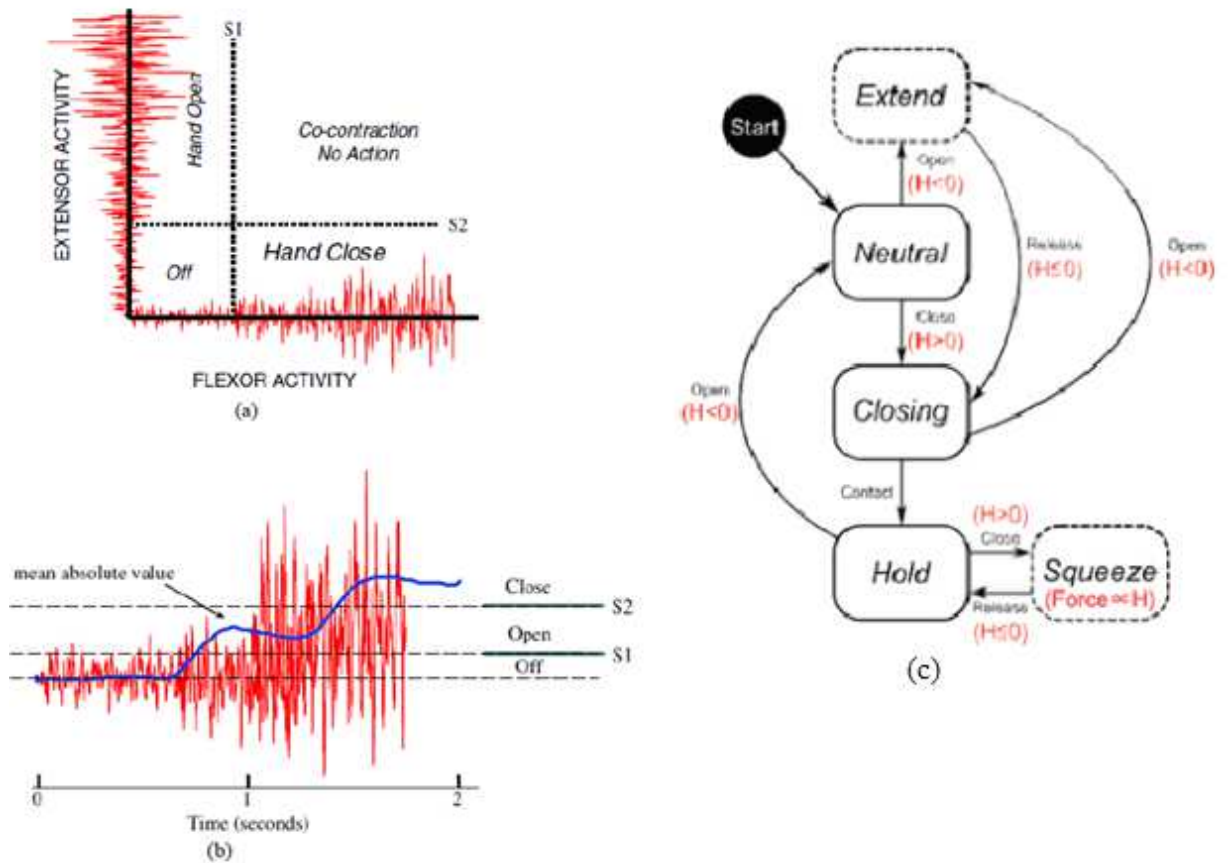 S1
EXTENSOR ACTIVITY
Hand Open
Co-contraction
No Action
S2
Off
Hand Close
FLEXOR ACTIVITY
(a)
mean absolute value
Close
S2
Open
S1
Off
0
1
2
Time (seconds)
(b)
Start
Extend
Open
(H<0)
Neutral
Release
(H≤0)
Open
(H<0)
Close
(H>0)
Open
(H<0)
Closing
Contact
(H>0)
Close
Hold
Squeeze
(Force∝H)
Release
(H≤0)
(c)